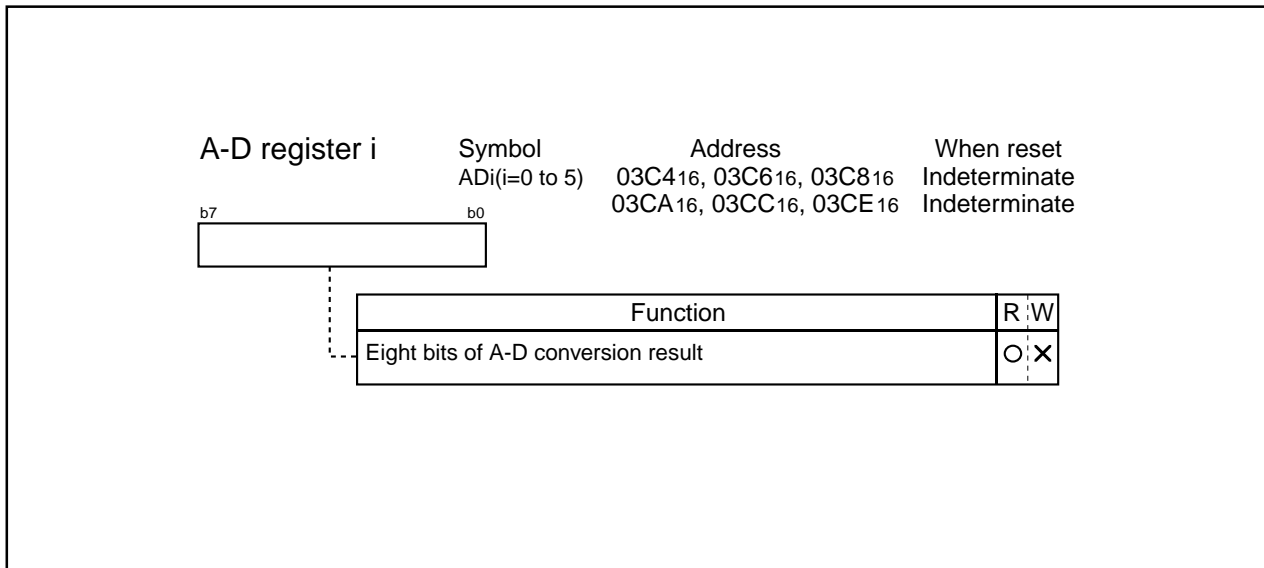 A-D register i Symbol Address When reset
ADi(i=0 to 5) 03C416, 03C616, 03C816 Indeterminate
03CA16, 03CC16, 03CE16 Indeterminate
b7 b0
Function R W
Eight bits of A-D conversion result O X